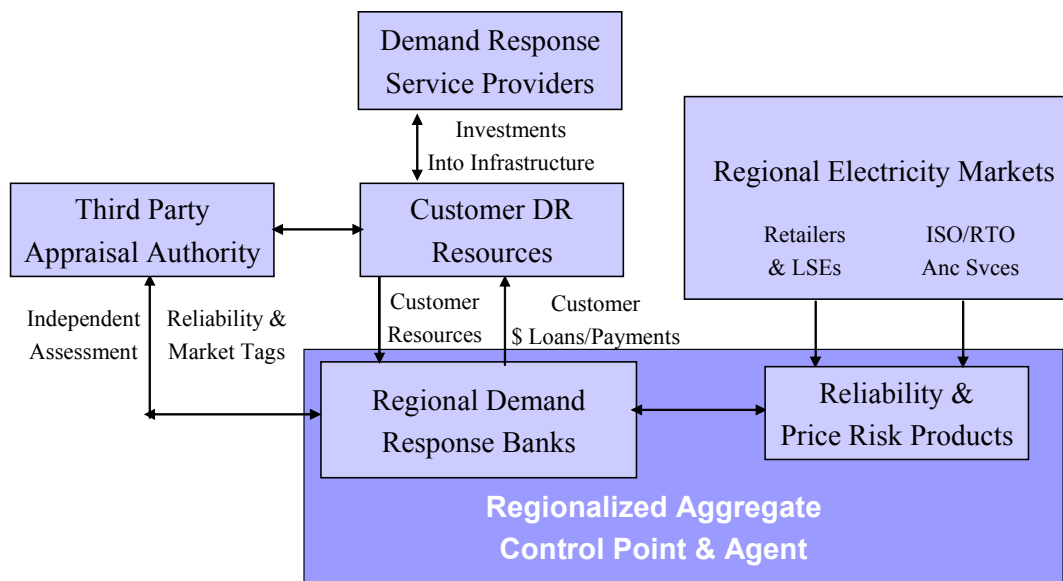 Demand Response
Service Providers
Investments
Into Infrastructure
Regional Electricity Markets
Retailers
& LSEs
ISO/RTO
Anc Svces
Third Party
Appraisal Authority
Customer DR
Resources
Independent
Assessment
Reliability &
Market Tags
Customer
Resources
Customer
$ Loans/Payments
Regional Demand
Response Banks
Reliability &
Price Risk Products
Regionalized Aggregate
Control Point & Agent